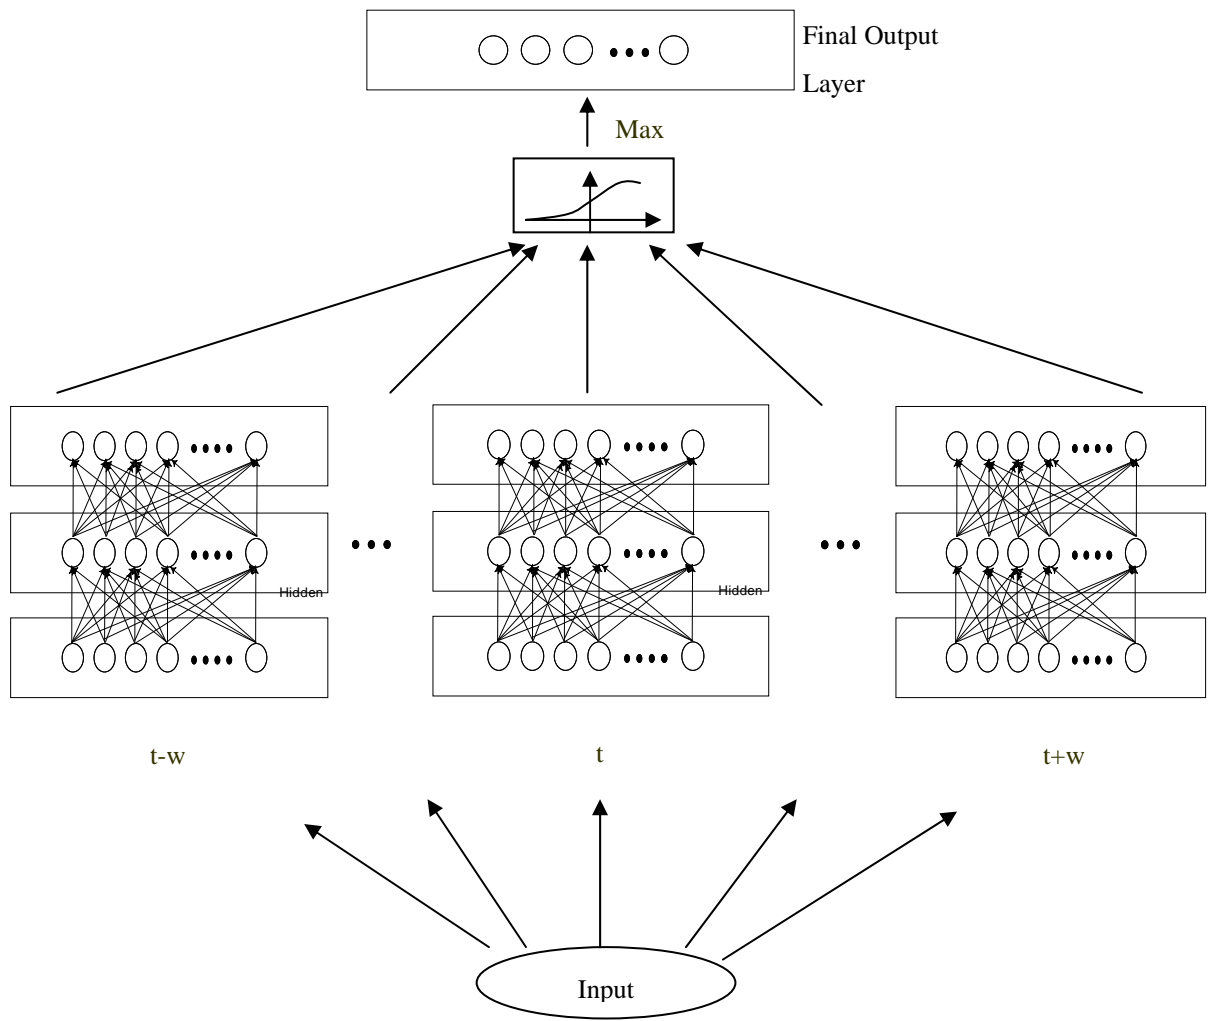 Final Output
Layer
Max
Hidden
Hidden
t-w
t
t+w
Input